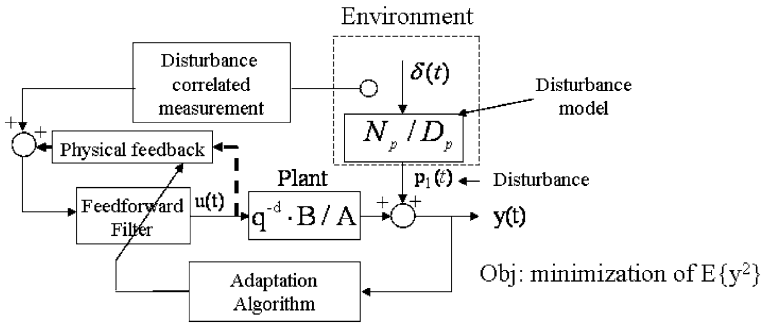 Environment
Disturbance
correlated
measurement
δ(t)
Disturbance
model
N_p / D_p
+
+
Physical feedback
p₁(t)
Disturbance
Plant
Feedforward
Filter
u(t)
q⁻ᵈ · B / A
+
+
y(t)
Adaptation
Algorithm
Obj: minimization of E{y²}